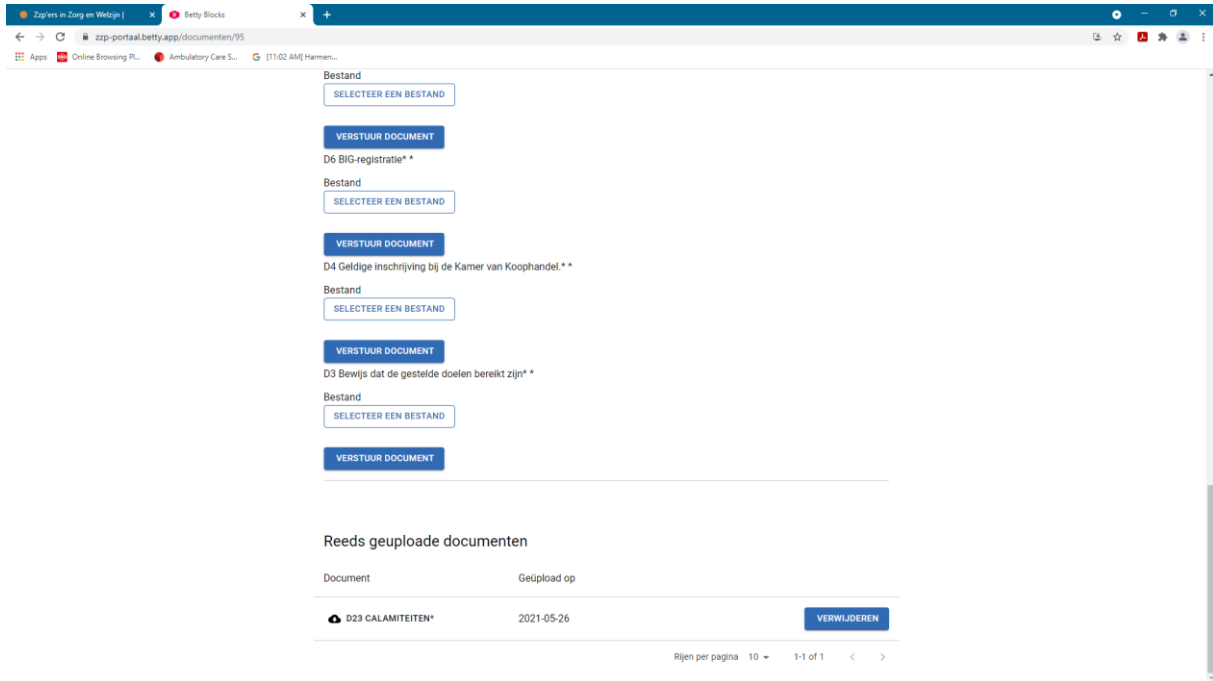 Zzp'ers in Zorg en Welzijn |
Betty Blocks
zzp-portaal.betty.app/documenten/95
Apps
Online Browsing Pl...
Ambulatory Care S...
[11:02 AM] Harmen...
Bestand
SELECTEER EEN BESTAND
VERSTUUR DOCUMENT
D6 BIG-registratie* *
Bestand
SELECTEER EEN BESTAND
VERSTUUR DOCUMENT
D4 Geldige inschrijving bij de Kamer van Koophandel.* *
Bestand
SELECTEER EEN BESTAND
VERSTUUR DOCUMENT
D3 Bewijs dat de gestelde doelen bereikt zijn* *
Bestand
SELECTEER EEN BESTAND
VERSTUUR DOCUMENT
Reeds geuploade documenten
Document Geüpload op
D23 CALAMITEITEN* 2021-05-26 VERWIJDEREN
Rijen per pagina 10 1-1 of 1